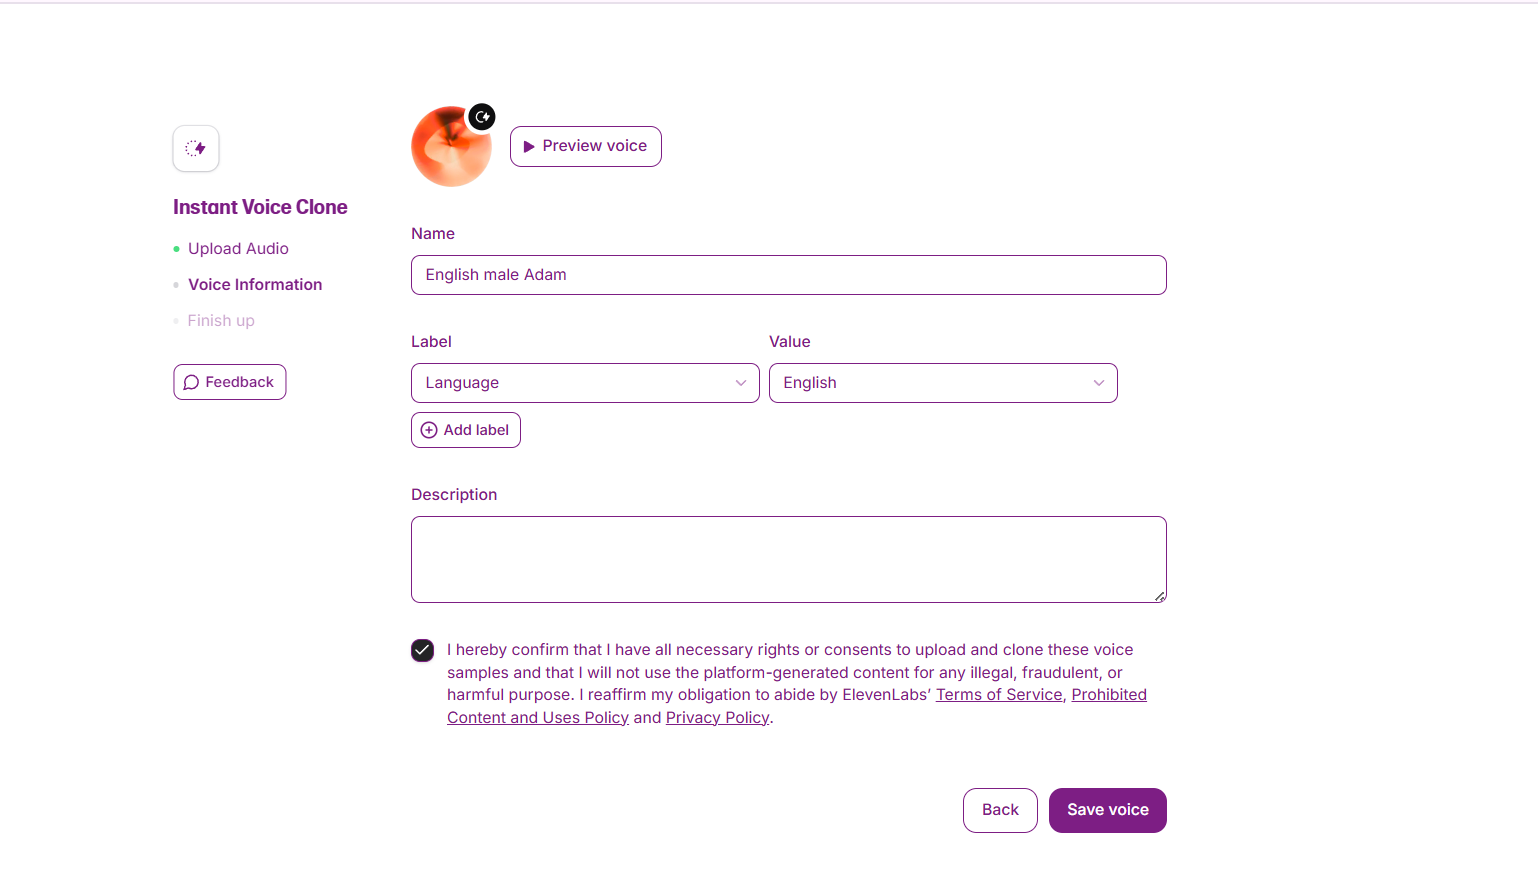 Preview voice
Instant Voice Clone
Upload Audio
Voice Information
Finish up
Feedback
Name
English male Adam
Label
Value
Language
English
Add label
Description
I hereby confirm that I have all necessary rights or consents to upload and clone these voice
samples and that I will not use the platform-generated content for any illegal, fraudulent, or
harmful purpose. I reaffirm my obligation to abide by ElevenLabs’ Terms of Service, Prohibited
Content and Uses Policy and Privacy Policy.
Back
Save voice